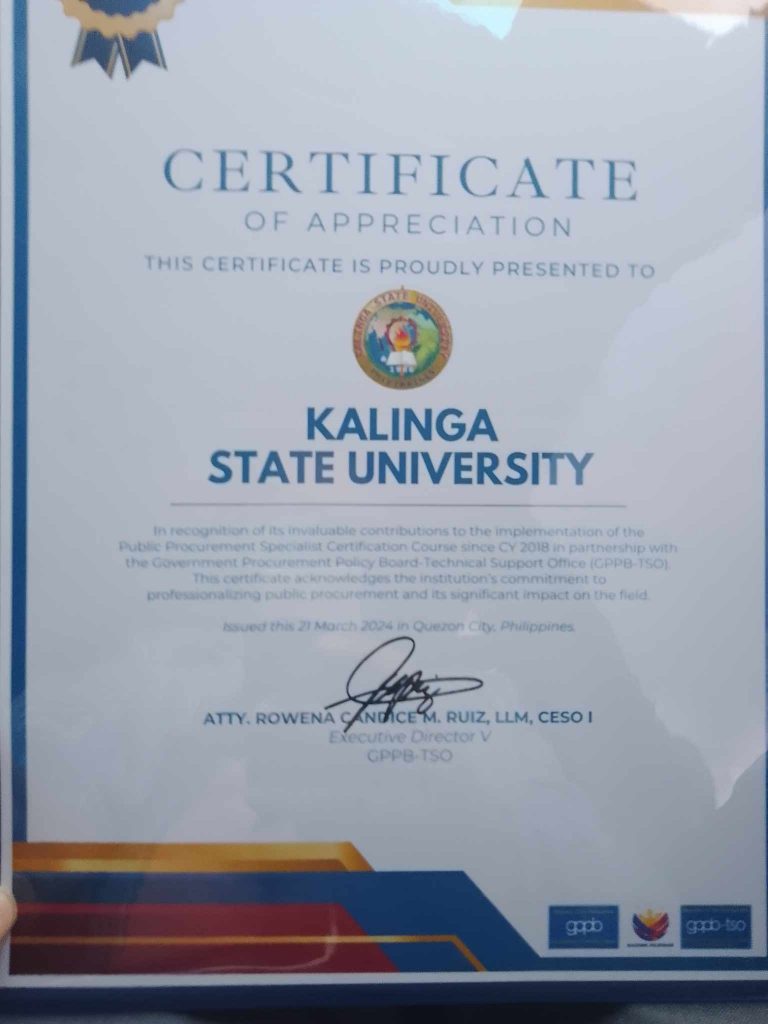 CERTIFICATE
OF APPRECIATION
THIS CERTIFICATE IS PROUDLY PRESENTED TO
KALINGA STATE UNIVERSITY
PHILIPPINES
KALINGA
STATE UNIVERSITY
In recognition of its invaluable contributions to the implementation of the
Public Procurement Specialist Certification Course since CY 2018 in partnership with
the Government Procurement Policy Board-Technical Support Office (GPPB-TSO).
This certificate acknowledges the institution's commitment to
professionalizing public procurement and its significant impact on the field.
Issued this 21 March 2024 in Quezon City, Philippines.
ATTY. ROWENA CANDICE M. RUIZ, LLM, CESO I
Executive Director V
GPPB-TSO
gppb
gppb-tso